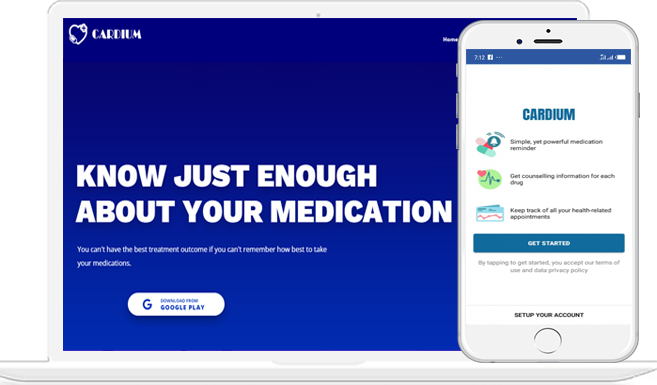 CARDIUM
Home
KNOW JUST ENOUGH
ABOUT YOUR MEDICATION
You can't have the best treatment outcome if you can't remember how best to take
your medications.
G
DOWNLOAD FROM
GOOGLE PLAY
7:12
CARDIUM
Simple, yet powerful medication
reminder
Get counselling information for each
drug
Keep track of all your health-related
appointments
GET STARTED
By tapping to get started, you accept our terms of
use and data privacy policy
SETUP YOUR ACCOUNT